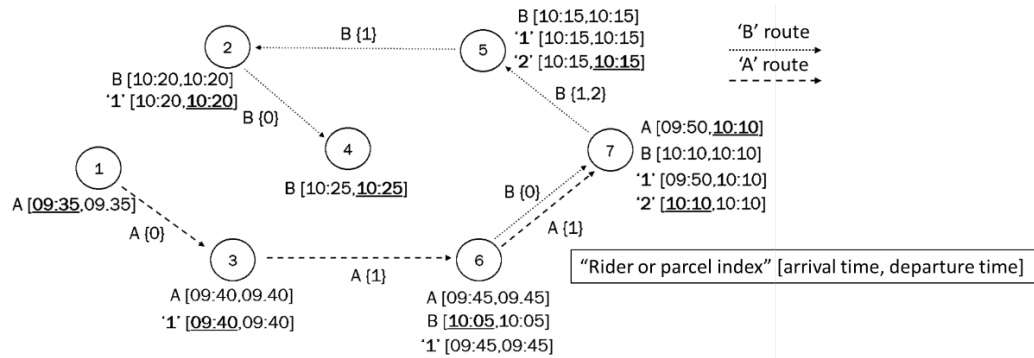 2
B [10:20,10:20]
'1' [10:20,10:20]
B {1}
5
B [10:15,10:15]
'1' [10:15,10:15]
'2' [10:15,10:15]
'B' route
'A' route
B {0}
4
B [10:25,10:25]
B {1,2}
7
A [09:50,10:10]
B [10:10,10:10]
'1' [09:50,10:10]
'2' [10:10,10:10]
1
A [09:35,09.35]
A {0}
3
A [09:40,09.40]
'1' [09:40,09:40]
A {1}
6
A [09:45,09.45]
B [10:05,10:05]
'1' [09:45,09:45]
B {0}
A {1}
"Rider or parcel index" [arrival time, departure time]